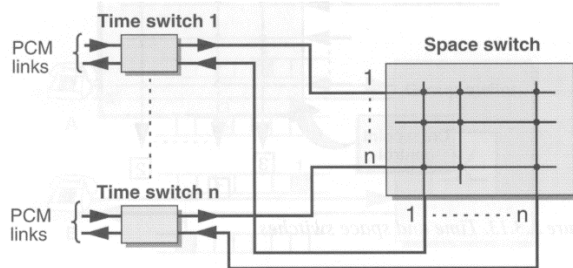 Time switch 1
PCM
links
Space switch
1
n
Time switch n
PCM
links
1
n